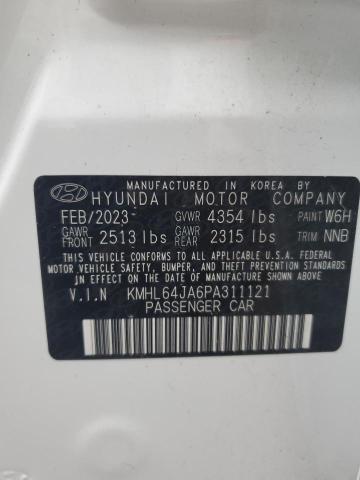 MANUFACTURED IN KOREA BY
HYUNDAI MOTOR COMPANY
FEB/2023 GVWR 4354 lbs PAINT W6H
GAWR FRONT 2513 lbs GAWR REAR 2315 lbs TRIM NNB
THIS VEHICLE CONFORMS TO ALL APPLICABLE U.S.A. FEDERAL
MOTOR VEHICLE SAFETY, BUMPER, AND THEFT PREVENTION
STANDARDS IN EFFECT ON THE DATE OF MANUFACTURE
SHOWN ABOVE.
V.I.N KMHL64JA6PA311121
PASSENGER CAR